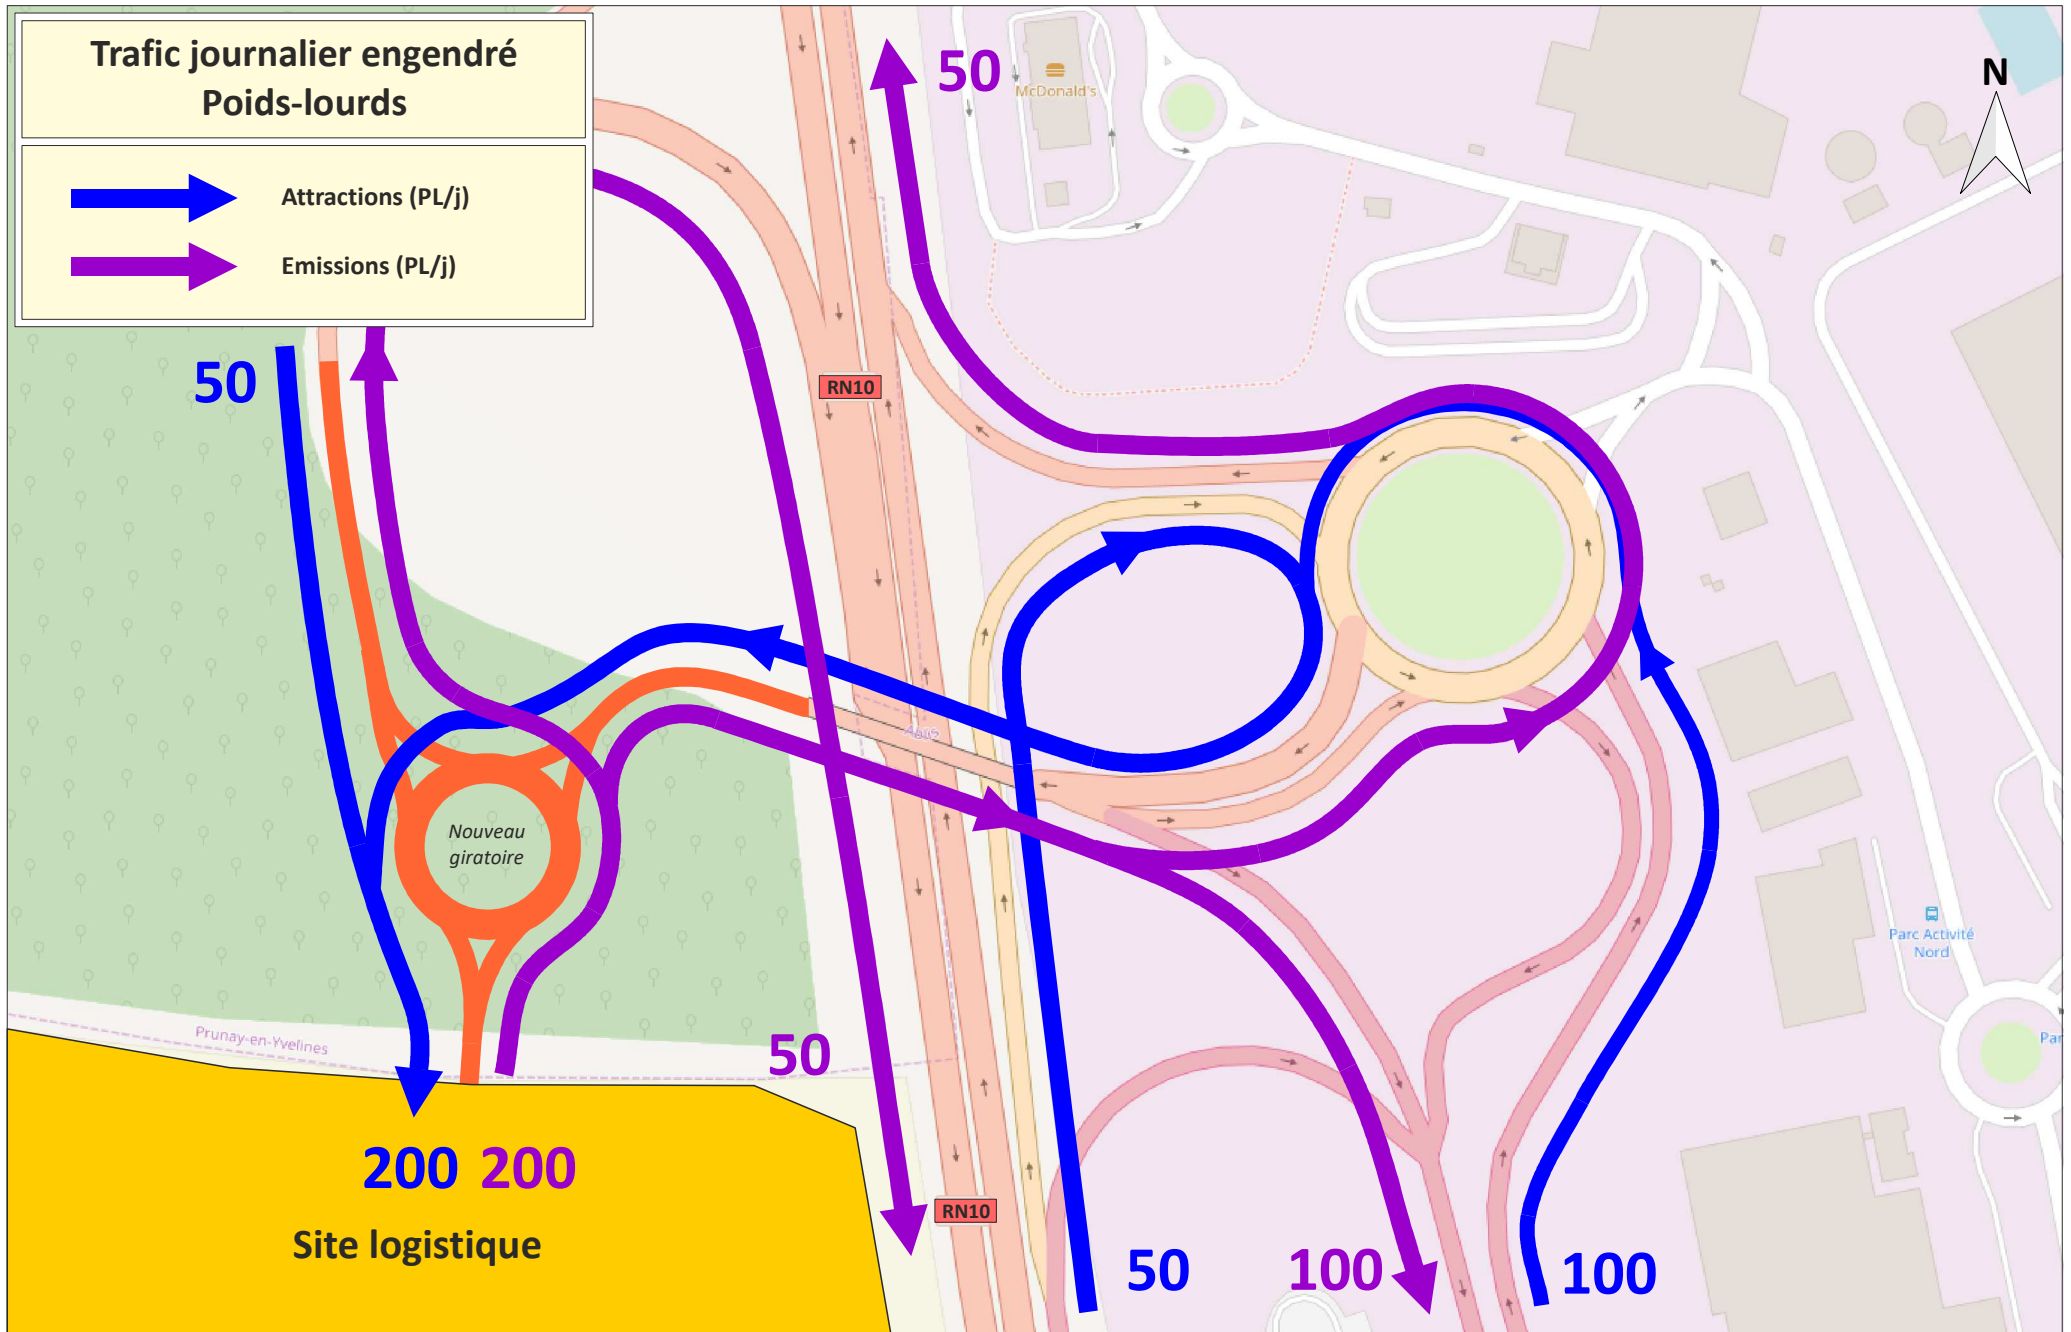 Trafic journalier engendré
Poids-lourds
Attractions (PL/j)
Emissions (PL/j)
50
McDonald's
N
50
RN10
Nouveau
giratoire
Parc Activité
Nord
Par
Prunay-en-Yvelines
50
200 200
Site logistique
RN10
50
100
100